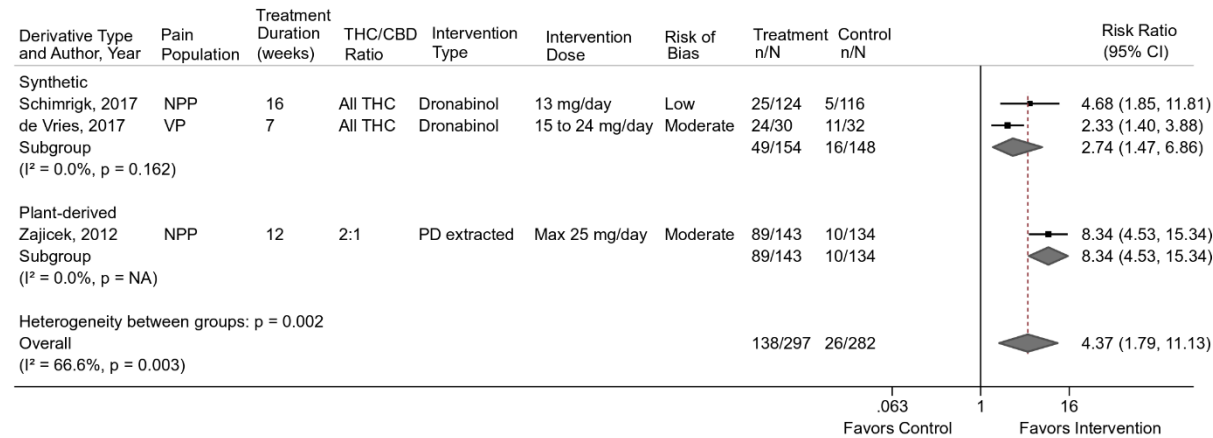 Derivative Type and Author, Year Pain Population Treatment Duration (weeks) THC/CBD Ratio Intervention Type Intervention Dose Risk of Bias Treatment n/N Control n/N Risk Ratio (95% CI)
Synthetic
Schimrigk, 2017 NPP 16 All THC Dronabinol 13 mg/day Low 25/124 5/116 4.68 (1.85, 11.81)
de Vries, 2017 VP 7 All THC Dronabinol 15 to 24 mg/day Moderate 24/30 11/32 2.33 (1.40, 3.88)
Subgroup 49/154 16/148 2.74 (1.47, 6.86)
(I² = 0.0%, p = 0.162)
Plant-derived
Zajicek, 2012 NPP 12 2:1 PD extracted Max 25 mg/day Moderate 89/143 10/134 8.34 (4.53, 15.34)
Subgroup 89/143 10/134 8.34 (4.53, 15.34)
(I² = 0.0%, p = NA)
Heterogeneity between groups: p = 0.002
Overall 138/297 26/282 4.37 (1.79, 11.13)
(I² = 66.6%, p = 0.003)
.063 1 16
Favors Control Favors Intervention